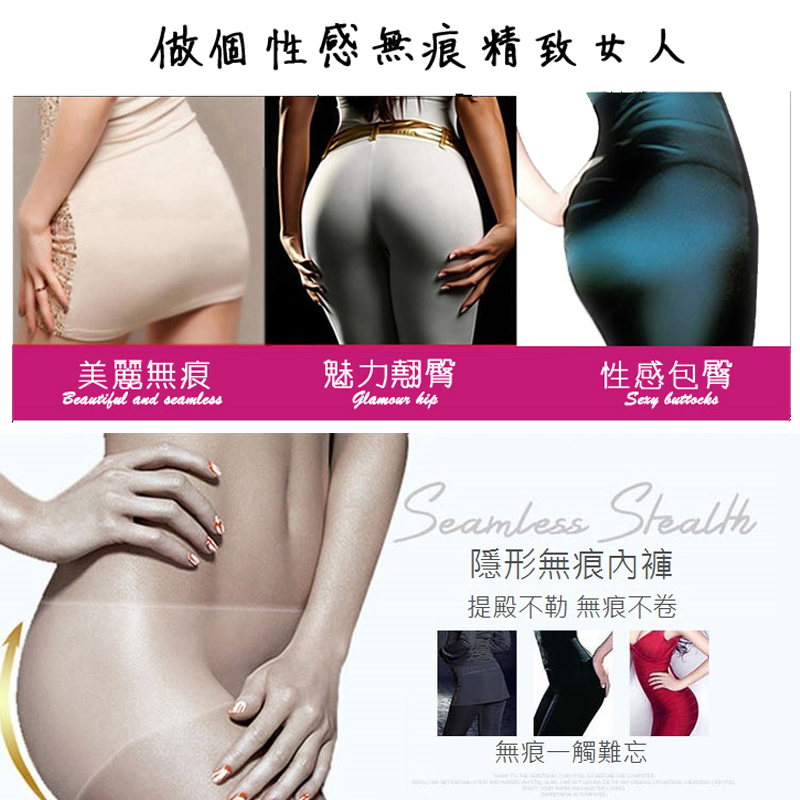 做個性感無痕精致女人
美麗無痕
Beautiful and seamless
魅力翹臀
Glamour hip
性感包臀
Sexy buttocks
Seamless Stealth
隱形無痕內褲
提殿不勒 無痕不卷
無痕一觸難忘